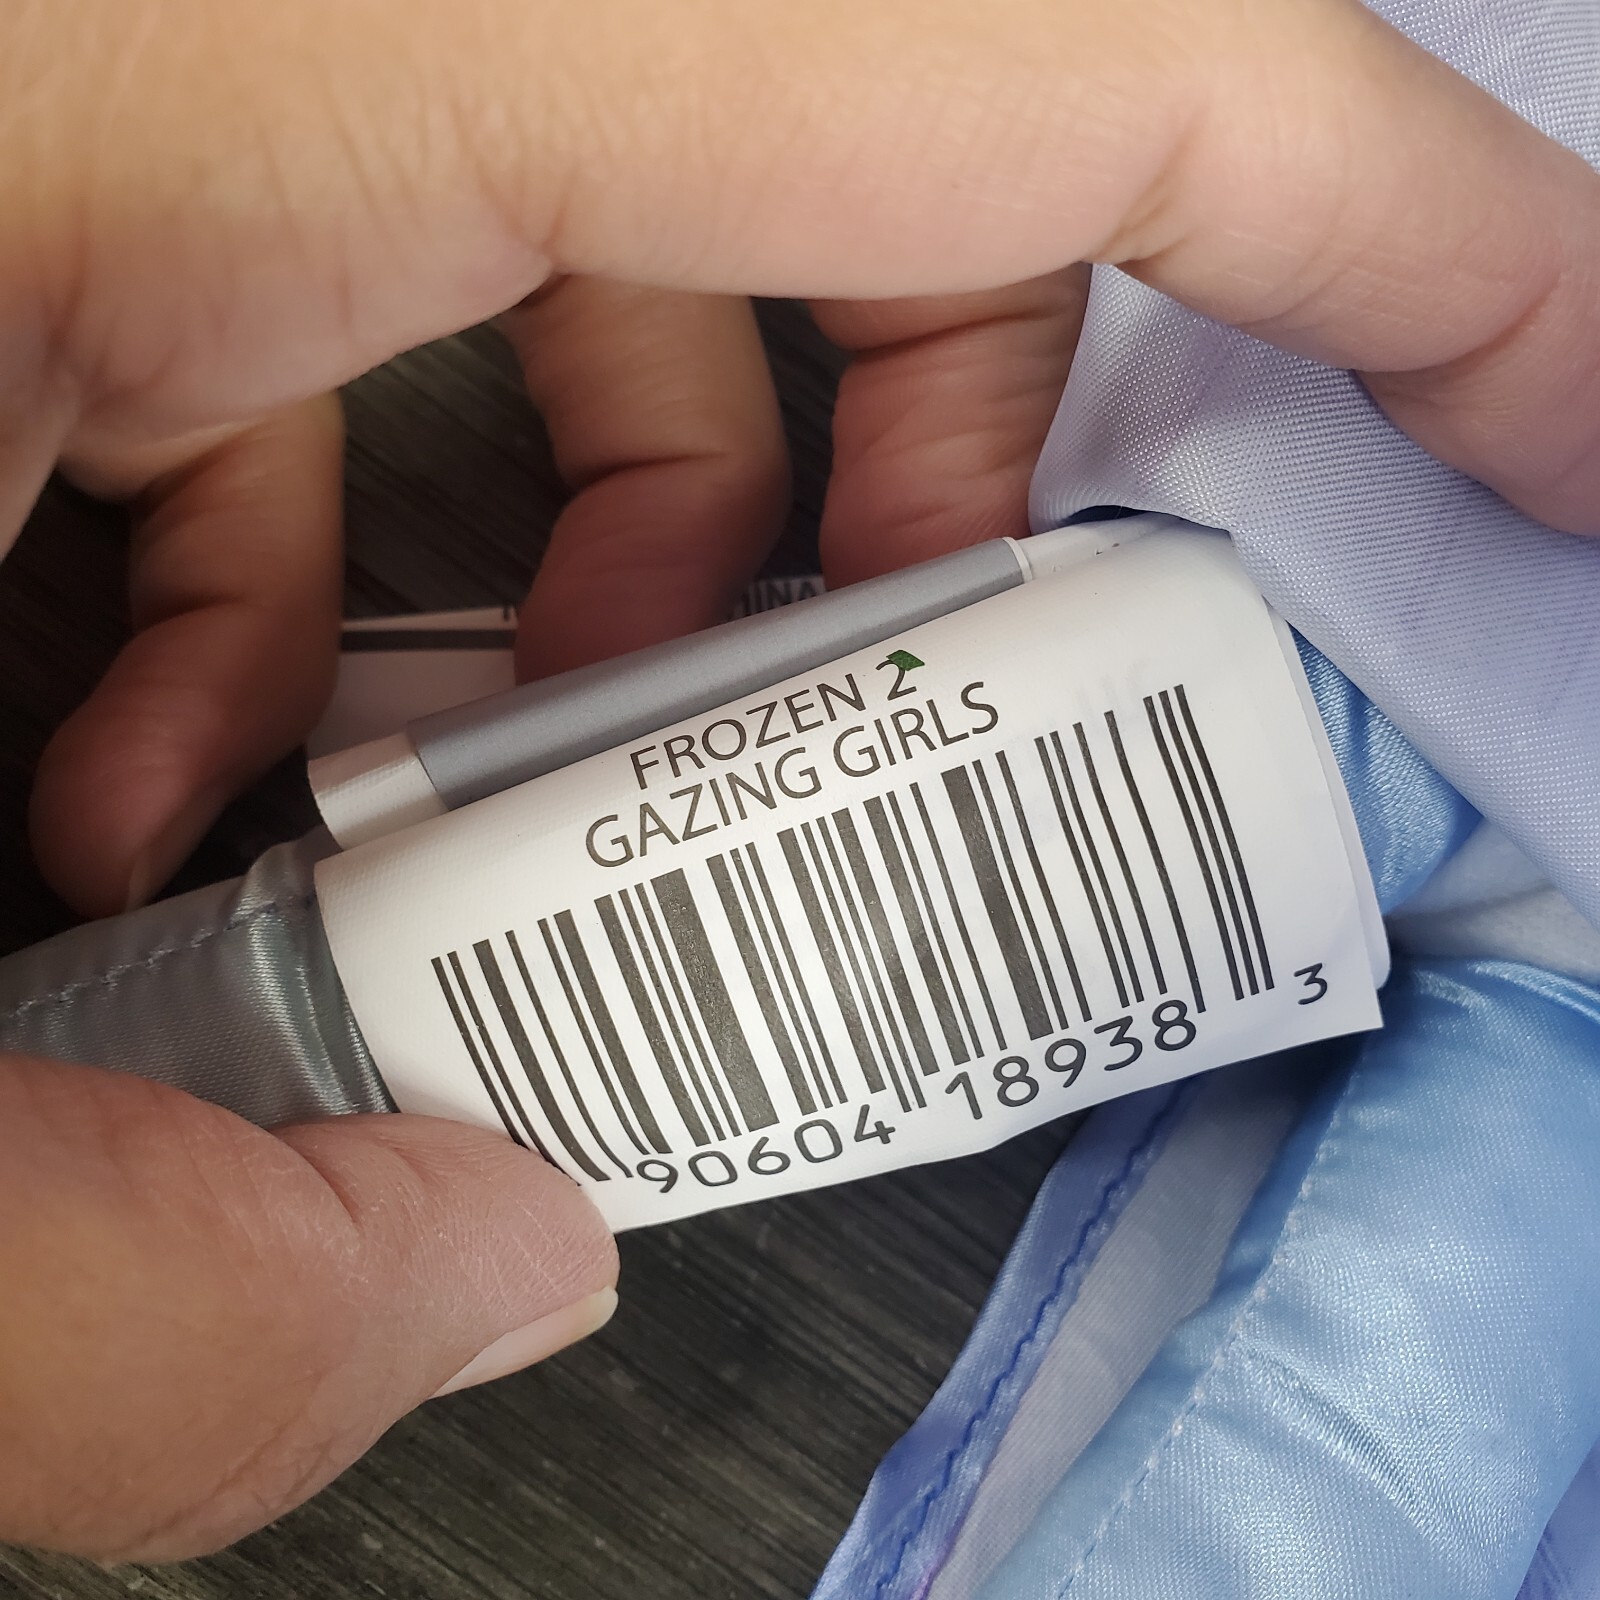 FROZEN 2
GAZING GIRLS
90604 18938 3